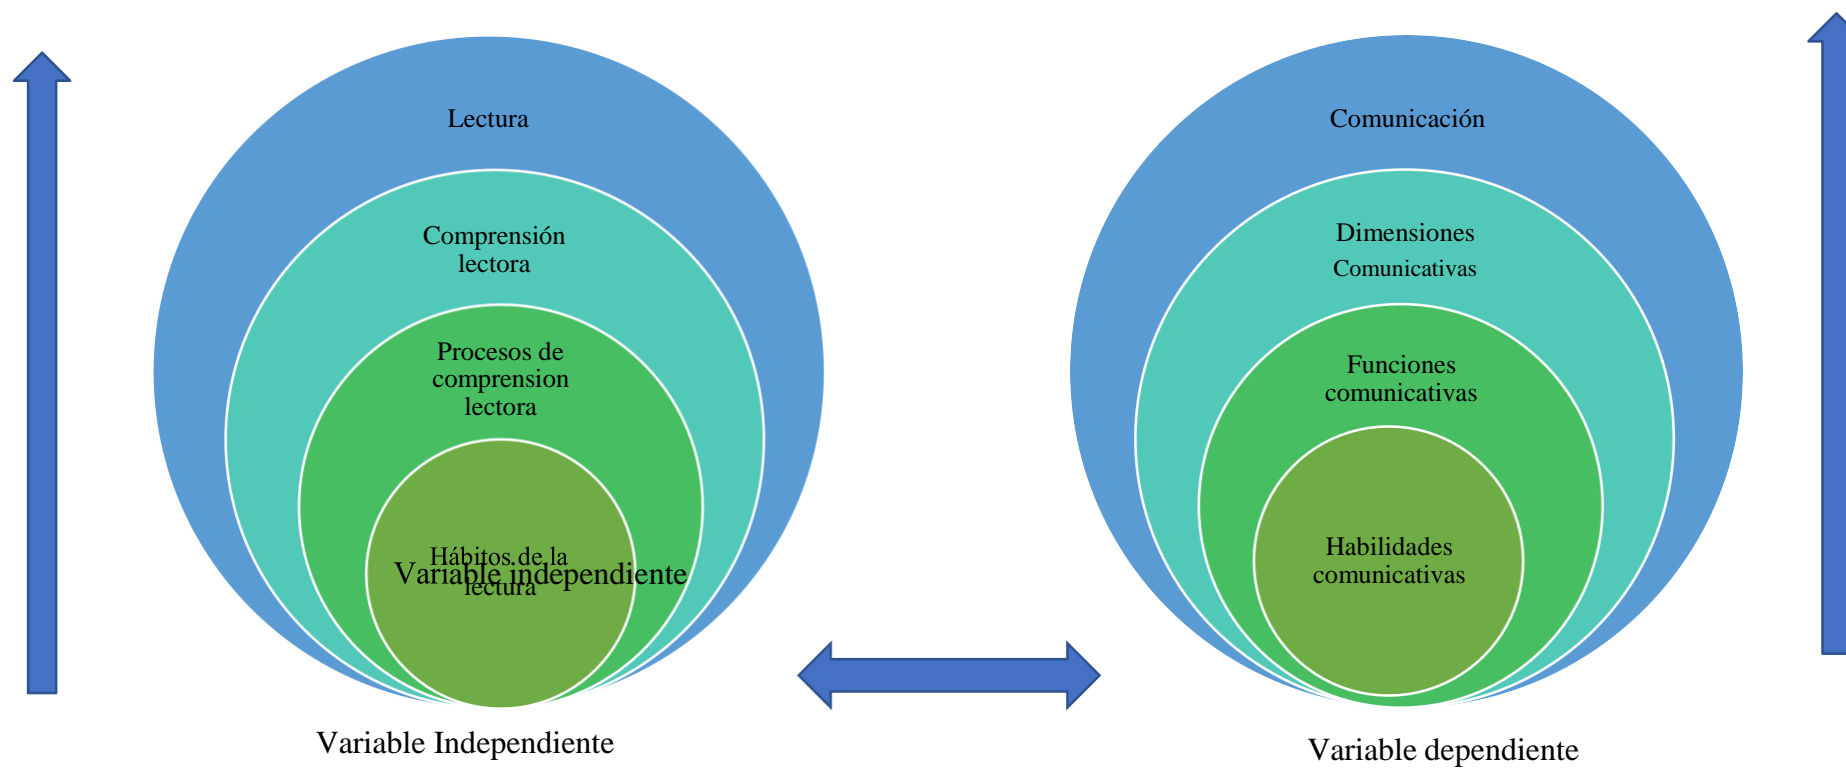 Lectura
Comprensión
lectora
Procesos de
comprension
lectora
Hábitos de la
lectura
Variable independiente
Variable Independiente
Comunicación
Dimensiones
Comunicativas
Funciones
comunicativas
Habilidades
comunicativas
Variable dependiente